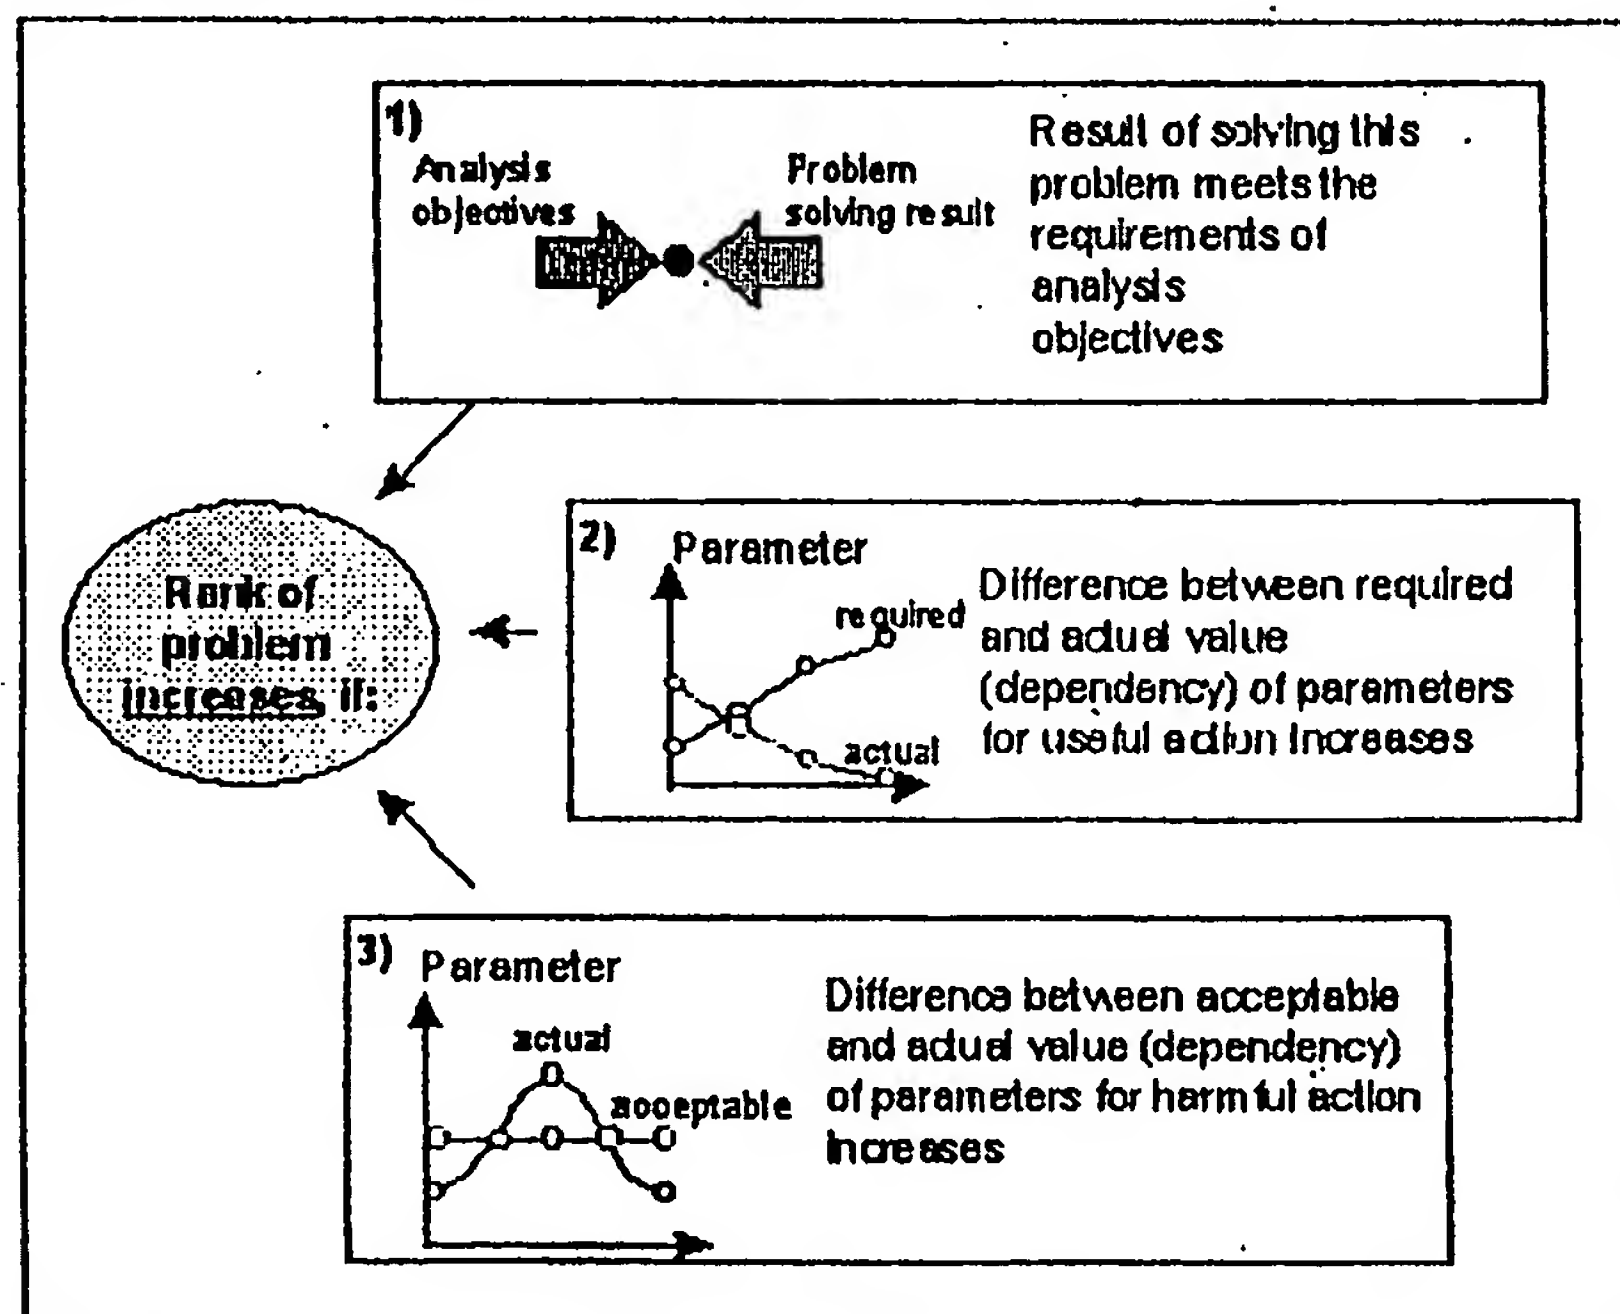 1)
Analysis
objectives
Problem
solving result
Result of solving this
problem meets the
requirements of
analysis
objectives
Rank of
problem
increases, if:
2)
Parameter
required
actual
Difference between required
and actual value
(dependency) of parameters
for useful action increases
3)
Parameter
actual
acceptable
Difference between acceptable
and actual value (dependency)
of parameters for harmful action
increases